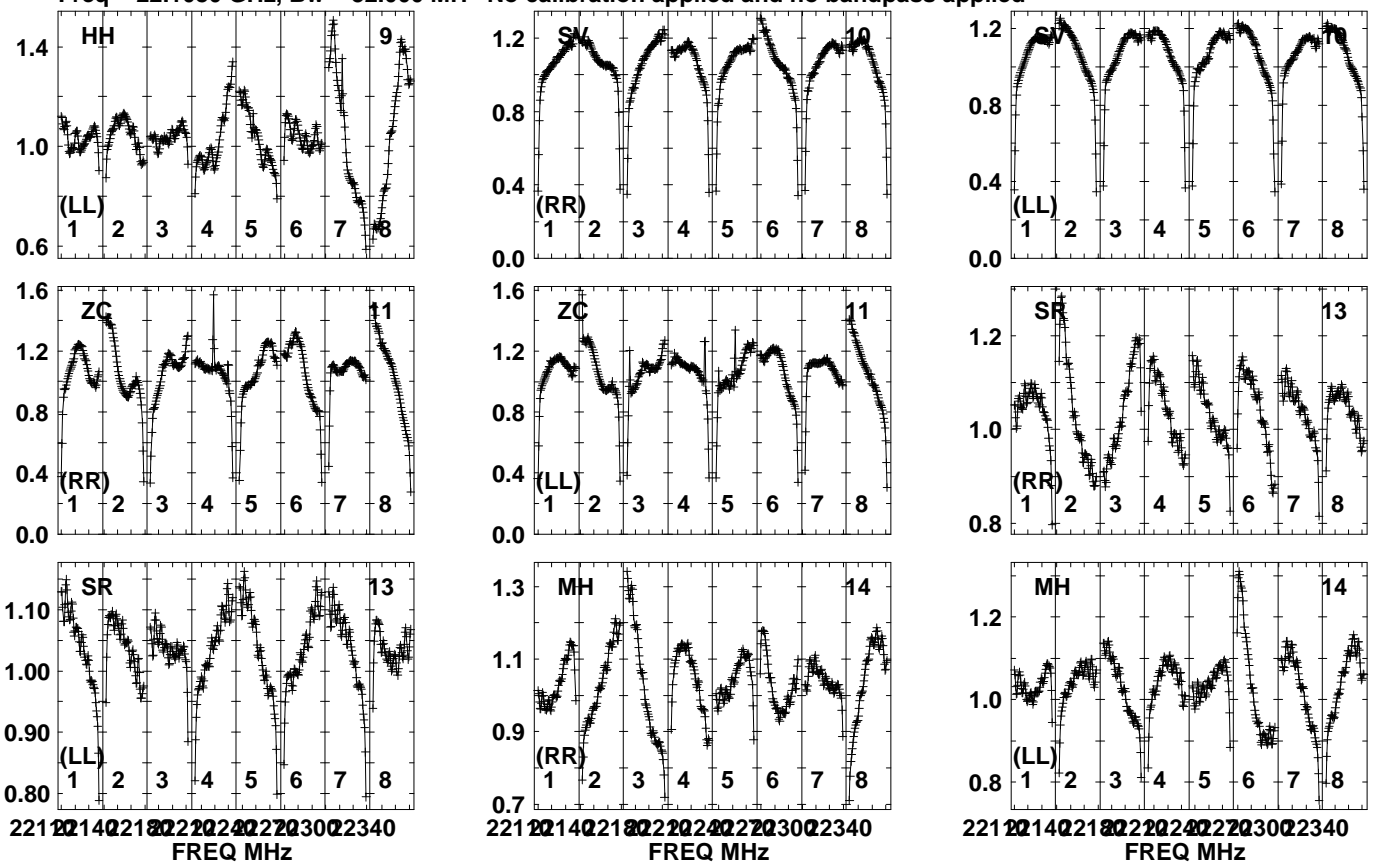 Freq = GHz, Bw = 32.000 MH No calibration applied and no bandpass applied
HH 9
1.4
1.0
0.6
(LL)
1 2 3 4 5 6 7 8
SV 10
1.2
0.8
0.4
0.0
(RR)
1 2 3 4 5 6 7 8
SV 10
1.2
0.8
0.4
0.0
(LL)
1 2 3 4 5 6 7 8
ZC 11
1.6
1.2
0.8
0.4
0.0
(RR)
1 2 3 4 5 6 7 8
ZC 11
1.6
1.2
0.8
0.4
0.0
(LL)
1 2 3 4 5 6 7 8
SR 13
1.2
1.0
0.8
(RR)
1 2 3 4 5 6 7 8
SR 13
1.10
1.00
0.90
0.80
(LL)
1 2 3 4 5 6 7 8
FREQ MHz
MH 14
1.3
1.1
0.9
0.7
(RR)
1 2 3 4 5 6 7 8
FREQ MHz
MH 14
1.2
1.0
0.8
(LL)
1 2 3 4 5 6 7 8
FREQ MHz